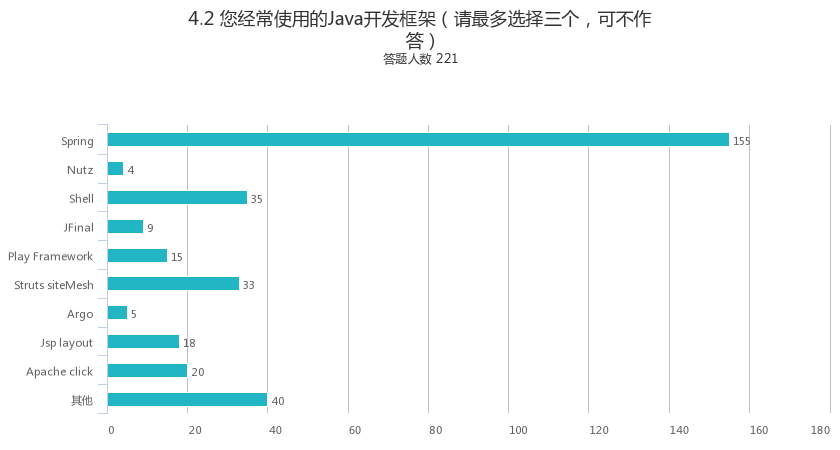 4.2 您经常使用的Java开发框架（请最多选择三个，可不作
答）
答题人数 221
Spring
155
Nutz
4
Shell
35
JFinal
9
Play Framework
15
Struts siteMesh
33
Argo
5
Jsp layout
18
Apache click
20
其他
40
0 20 40 60 80 100 120 140 160 180